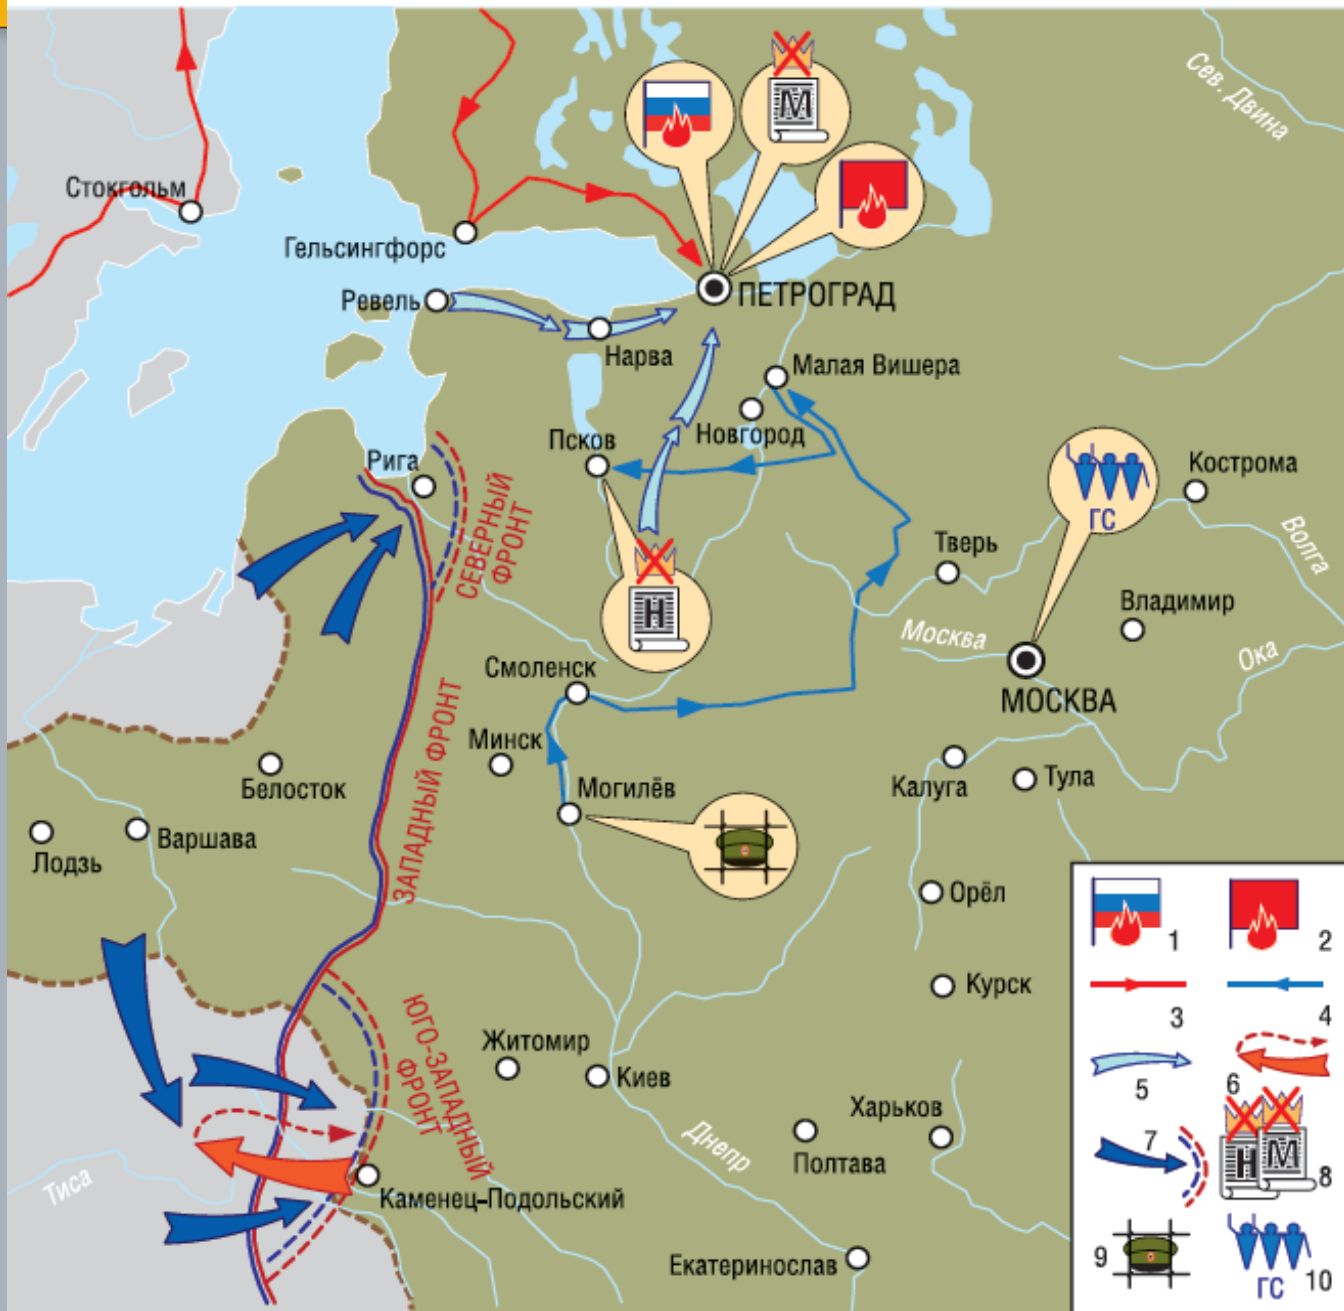 Сев. Двина
М
Стокгольм
Гельсингфорс
Ревель
ПЕТРОГРАД
Нарва
Малая Вишера
Новгород
Псков
Рига
СЕВЕРНЫЙ
ФРОНТ
ГС
Кострома
Волга
Тверь
Н
Владимир
Москва
Ока
МОСКВА
Смоленск
ЗАПАДНЫЙ ФРОНТ
Минск
Могилёв
Белосток
Калуга
Тула
Лодзь
Варшава
Орёл
Курск
ЮГО-ЗАПАДНЫЙ
ФРОНТ
Житомир
Киев
Харьков
Полтава
Днепр
Тиса
Каменец-Подольский
Екатеринослав
1
2
3
4
5
6
7
Н М
8
9
ГС
10